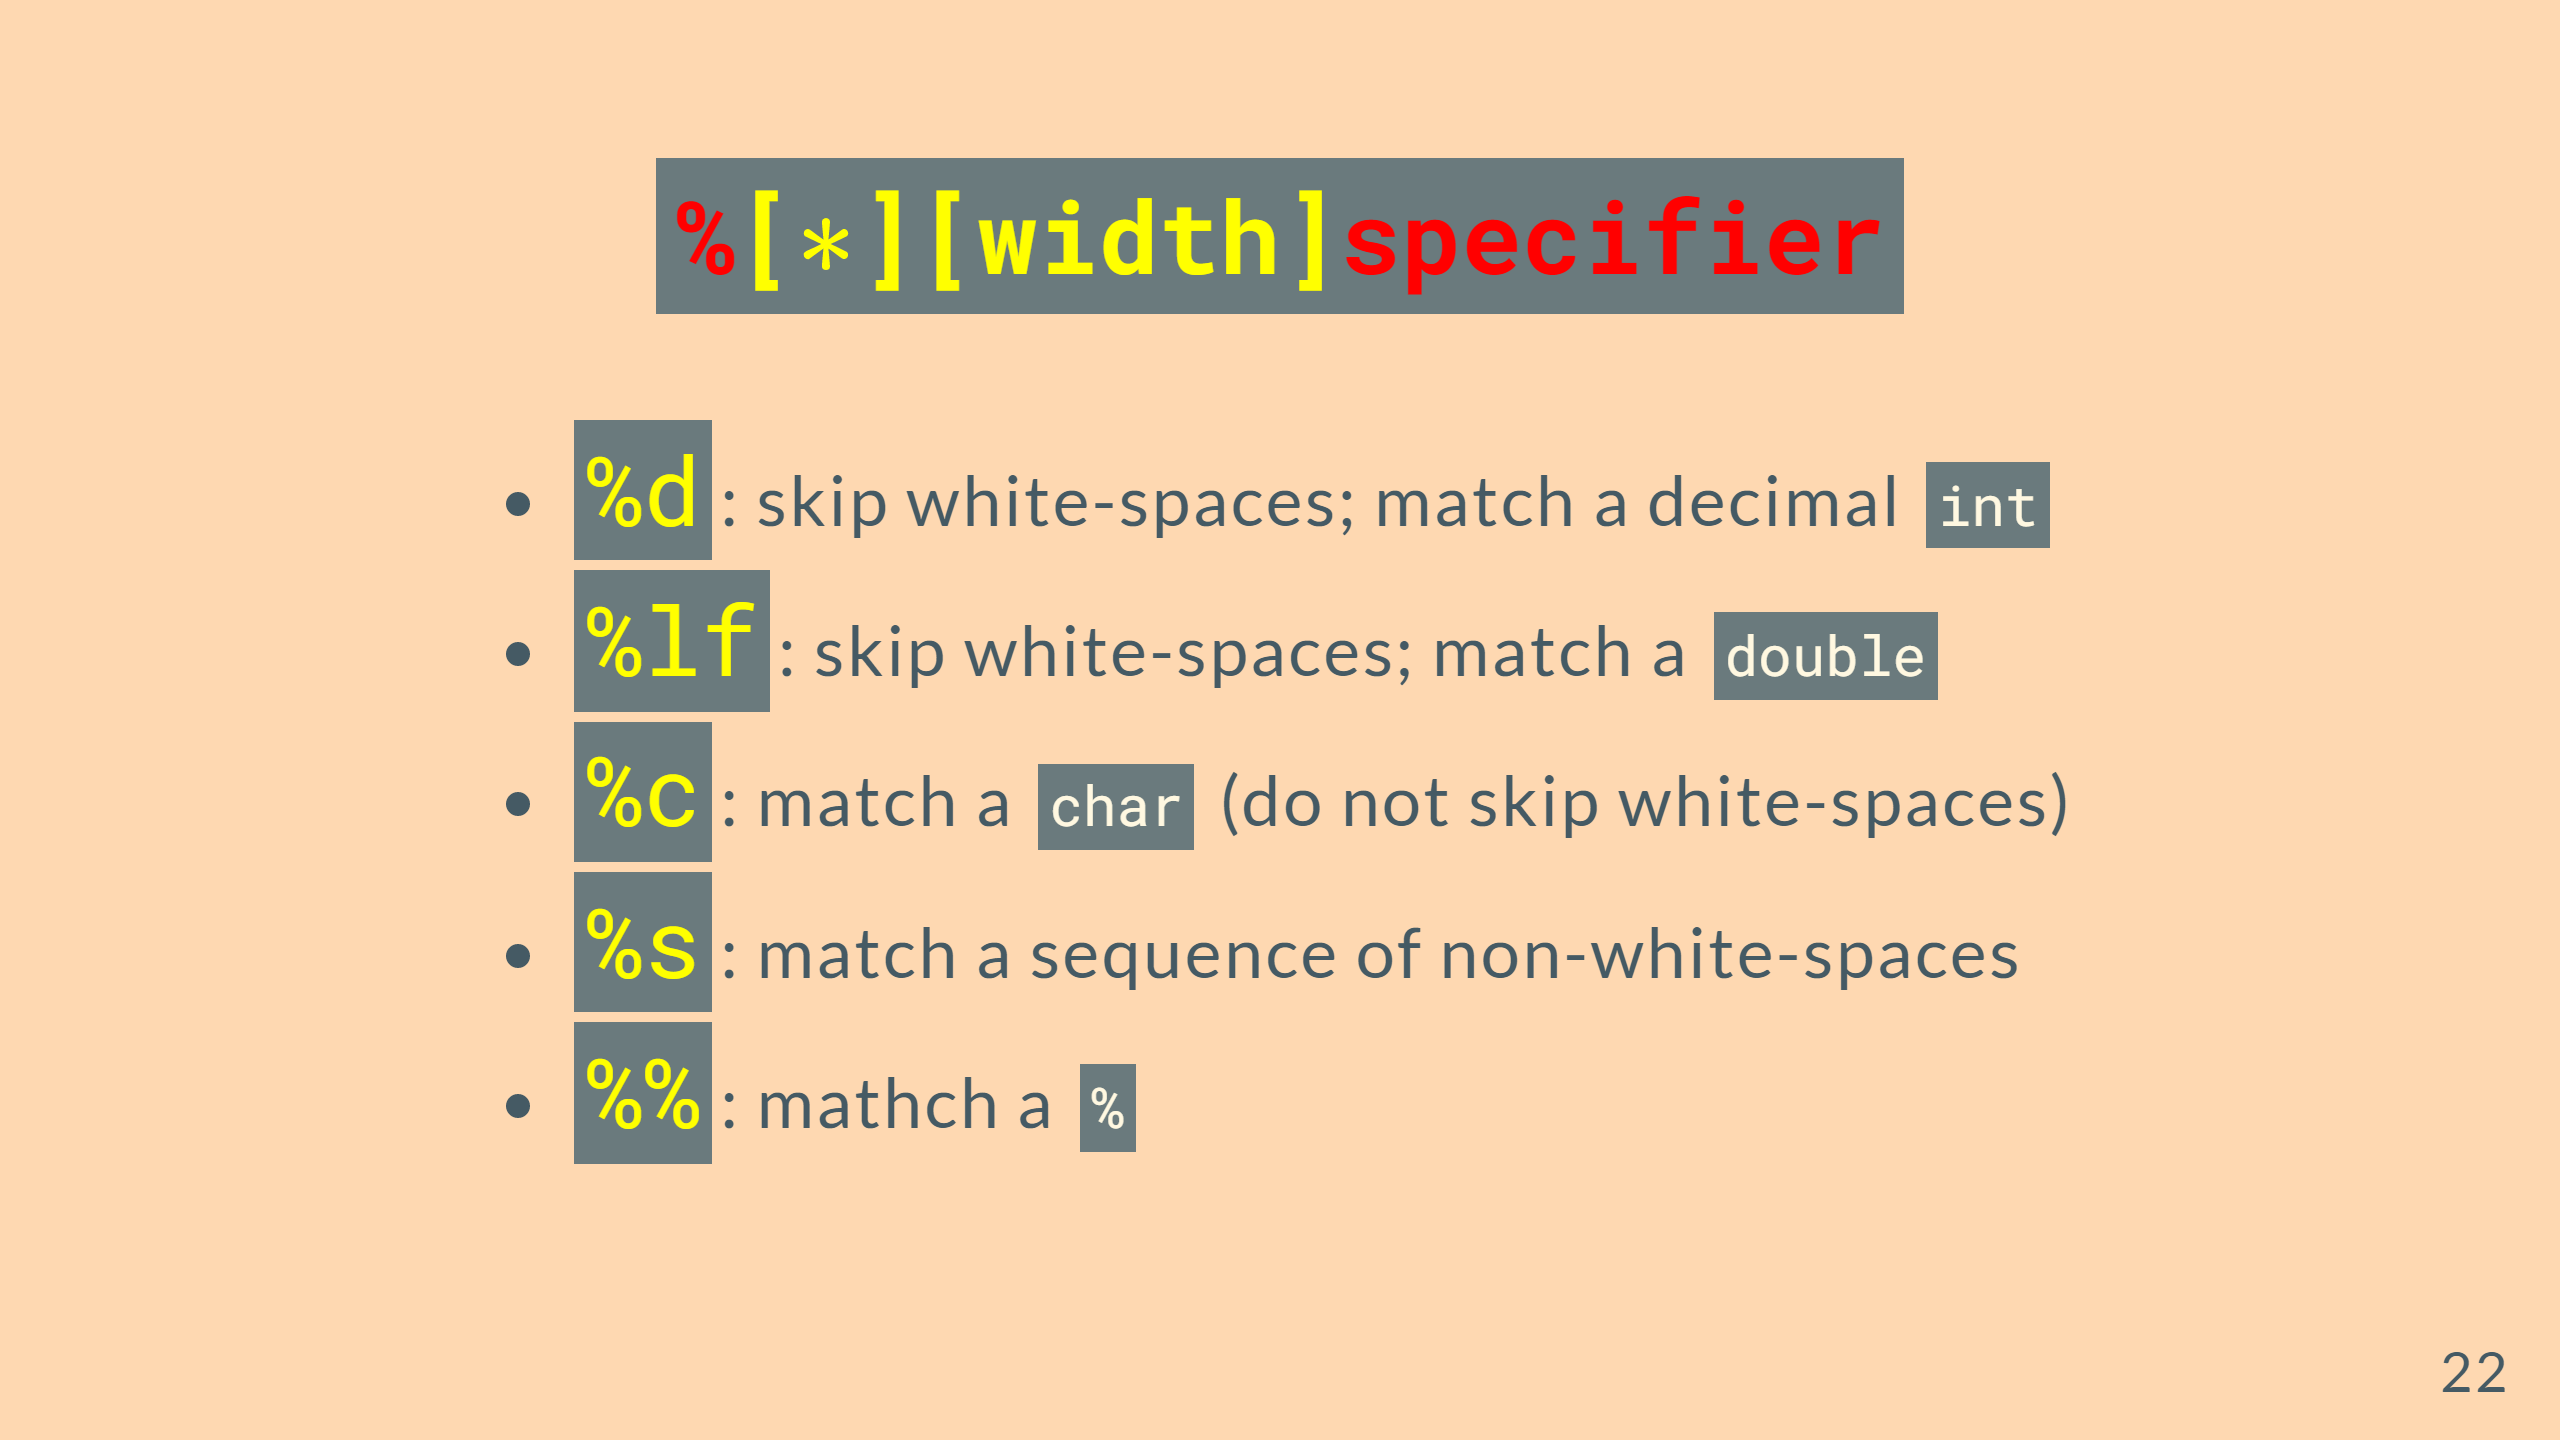 %[*][width]specifier
• %d : skip white-spaces; match a decimal int
• %lf : skip white-spaces; match a double
• %c : match a char (do not skip white-spaces)
• %s : match a sequence of non-white-spaces
• %% : mathch a %
22